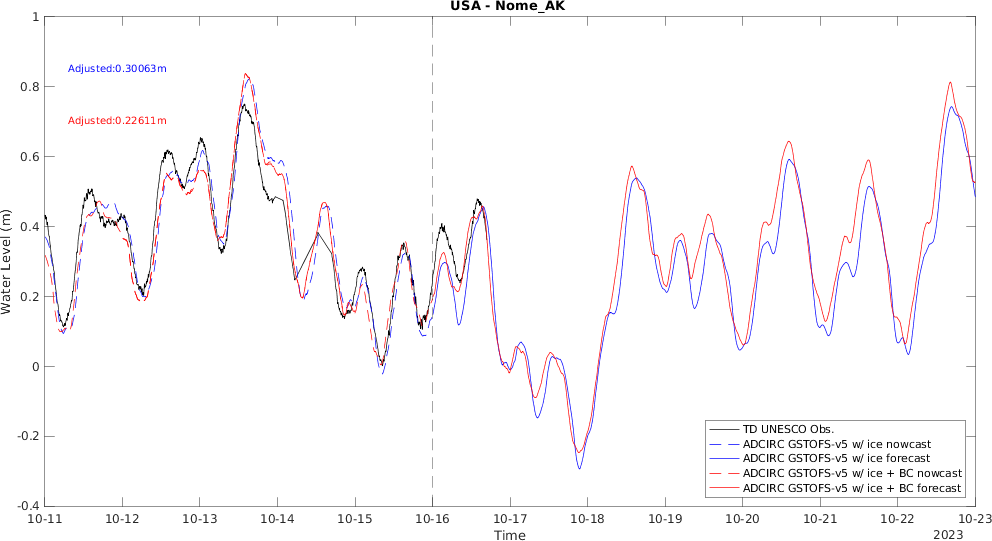 USA - Nome_AK
1
0.8
0.6
0.4
0.2
0
-0.2
-0.4
Water Level (m)
Adjusted:0.30063m
Adjusted:0.22611m
TD UNESCO Obs.
ADCIRC GSTOFS-v5 w/ ice nowcast
ADCIRC GSTOFS-v5 w/ ice forecast
ADCIRC GSTOFS-v5 w/ ice + BC nowcast
ADCIRC GSTOFS-v5 w/ ice + BC forecast
10-11 10-12 10-13 10-14 10-15 10-16 10-17 10-18 10-19 10-20 10-21 10-22 10-23
Time
2023